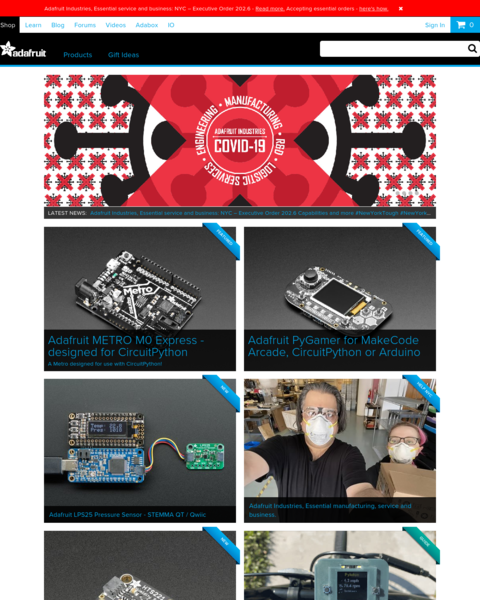 Adafruit Industries, Essential service and business: NYC – Executive Order 202.6 - Read more. Accepting essential orders - here's how.
Shop Learn Blog Forums Videos Adabox IO Sign In 0
adafruit Products Gift Ideas
ENGINEERING • MANUFACTURING • R&D • LOGISTIC SERVICES •
ADAFRUIT INDUSTRIES
COVID-19
LATEST NEWS: Adafruit Industries, Essential service and business: NYC – Executive Order 202.6 Capabilities and more #NewYorkTough #NewYork...
FEATURED
FEATURED
Metro
Adafruit METRO M0 Express -
designed for CircuitPython
A Metro designed for use with CircuitPython!
Adafruit PyGamer for MakeCode
Arcade, CircuitPython or Arduino
NEW
Adafruit LPS25 Pressure Sensor - STEMMA QT / Qwiic
Adafruit Industries, Essential manufacturing, service and
business...
NEW
GUIDE
HTS221